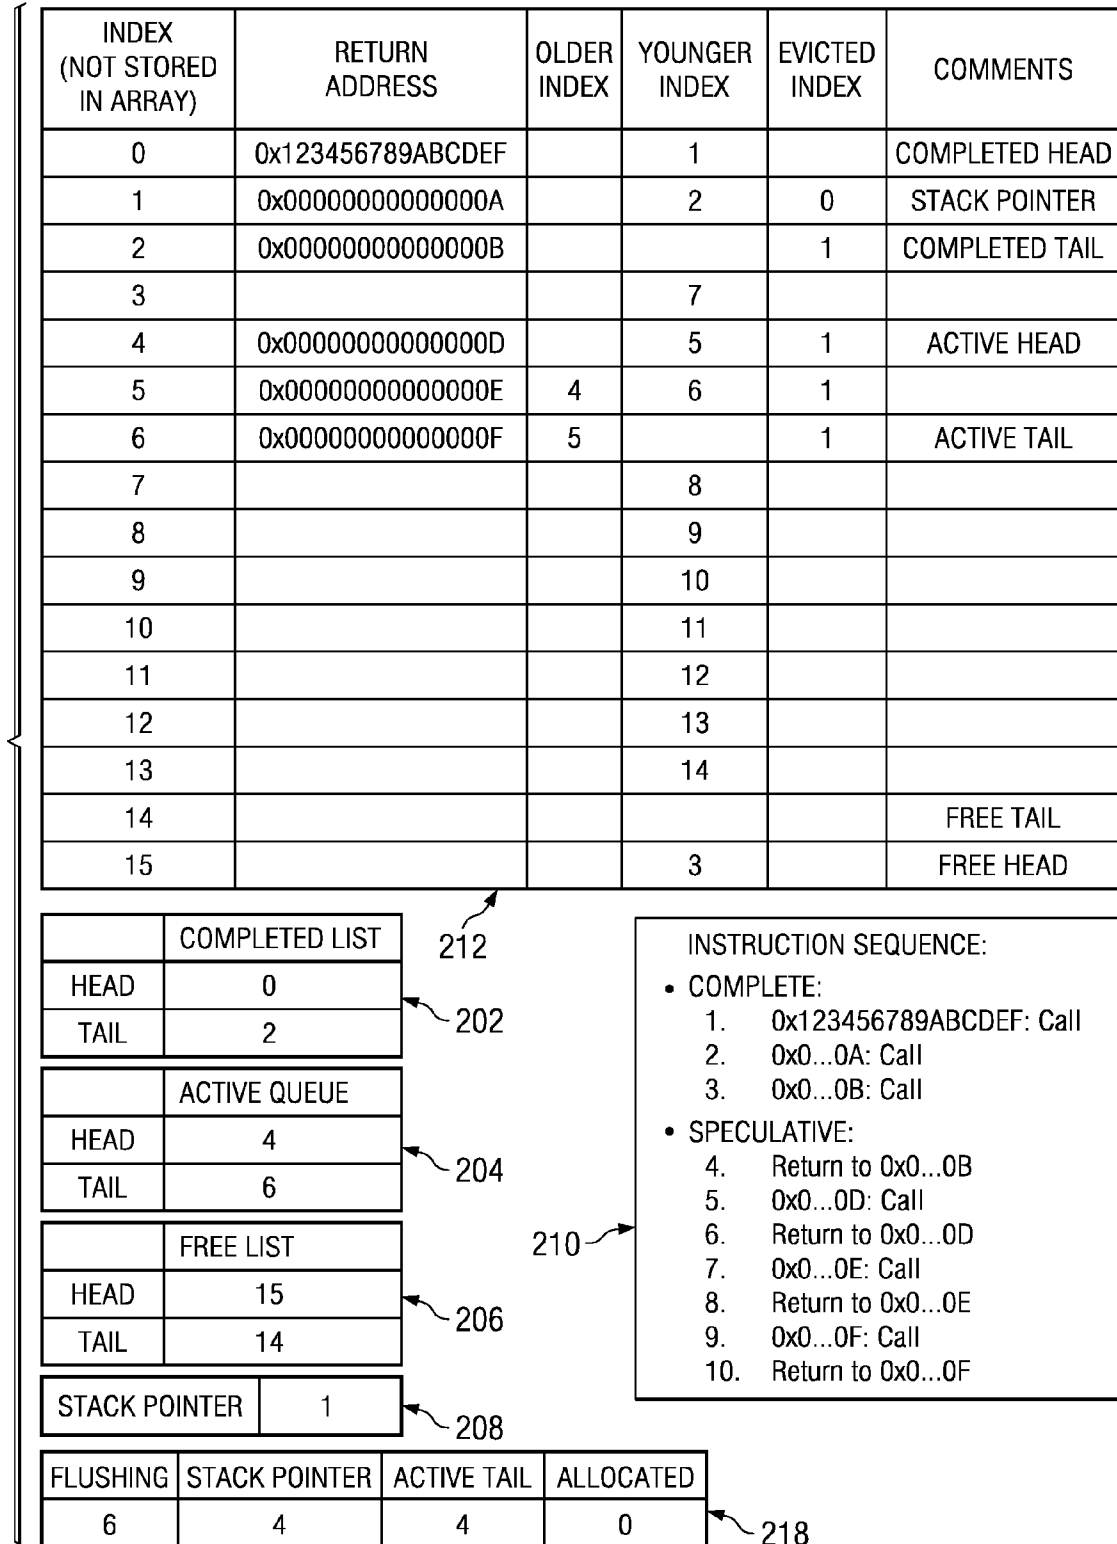 INDEX (NOT STORED IN ARRAY) RETURN ADDRESS OLDER INDEX YOUNGER INDEX EVICTED INDEX COMMENTS
0 0x123456789ABCDEF 1 COMPLETED HEAD
1 0x00000000000000A 2 0 STACK POINTER
2 0x00000000000000B 1 COMPLETED TAIL
3 7
4 0x00000000000000D 5 1 ACTIVE HEAD
5 0x00000000000000E 4 6 1
6 0x00000000000000F 5 1 ACTIVE TAIL
7 8
8 9
9 10
10 11
11 12
12 13
13 14
14 FREE TAIL
15 3 FREE HEAD
212
COMPLETED LIST
HEAD 0
TAIL 2
202
ACTIVE QUEUE
HEAD 4
TAIL 6
204
FREE LIST
HEAD 15
TAIL 14
206
STACK POINTER 1
208
INSTRUCTION SEQUENCE:
• COMPLETE:
1. 0x123456789ABCDEF: Call
2. 0x0...0A: Call
3. 0x0...0B: Call
• SPECULATIVE:
4. Return to 0x0...0B
5. 0x0...0D: Call
6. Return to 0x0...0D
7. 0x0...0E: Call
8. Return to 0x0...0E
9. 0x0...0F: Call
10. Return to 0x0...0F
210
FLUSHING STACK POINTER ACTIVE TAIL ALLOCATED
6 4 4 0
218